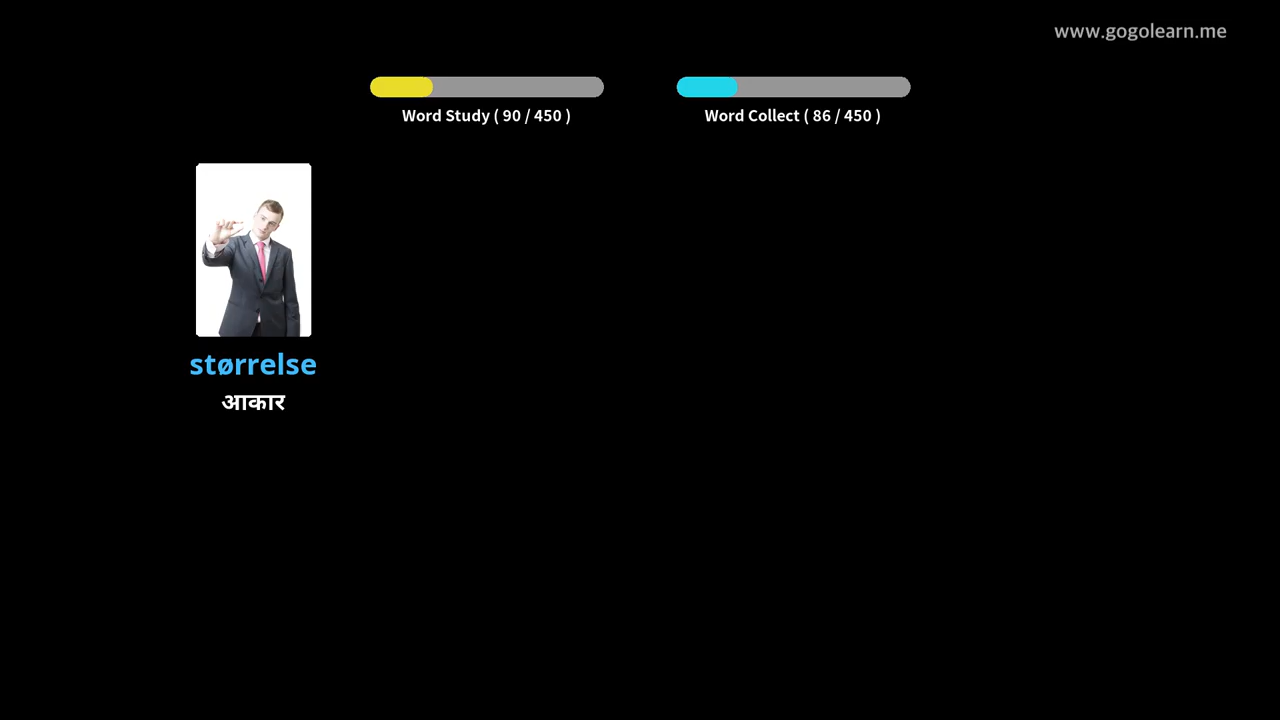 www.gogolearn.me
Word Study ( 90 / 450 )
Word Collect ( 86 / 450 )
størrelse
आकार